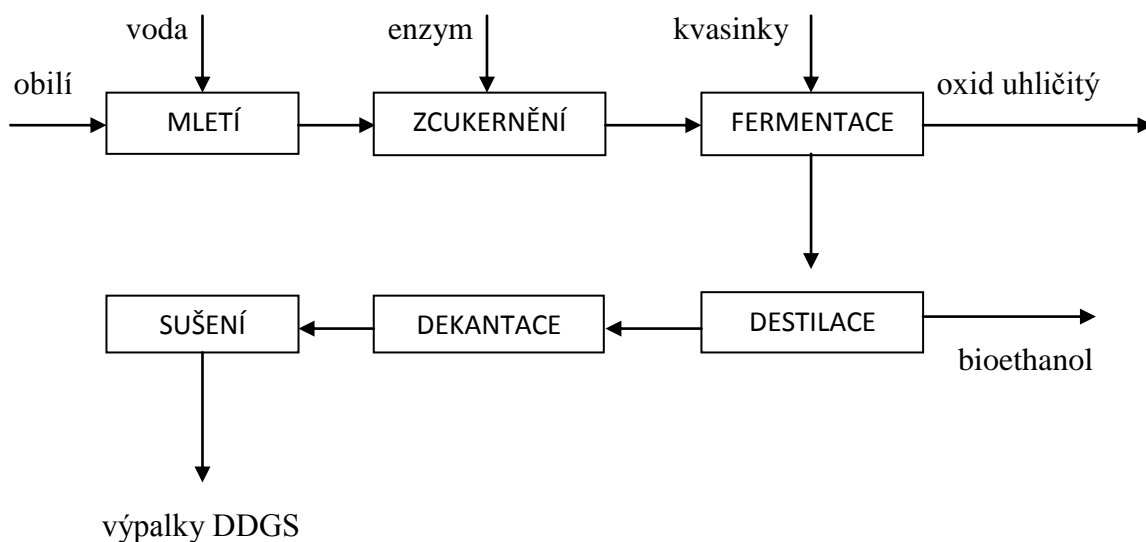 voda
enzym
kvasinky
obilí
oxid uhličitý
MLETÍ
ZCUKERNĚNÍ
FERMENTACE
SUŠENÍ
DEKANTACE
DESTILACE
bioethanol
výpalky DDGS